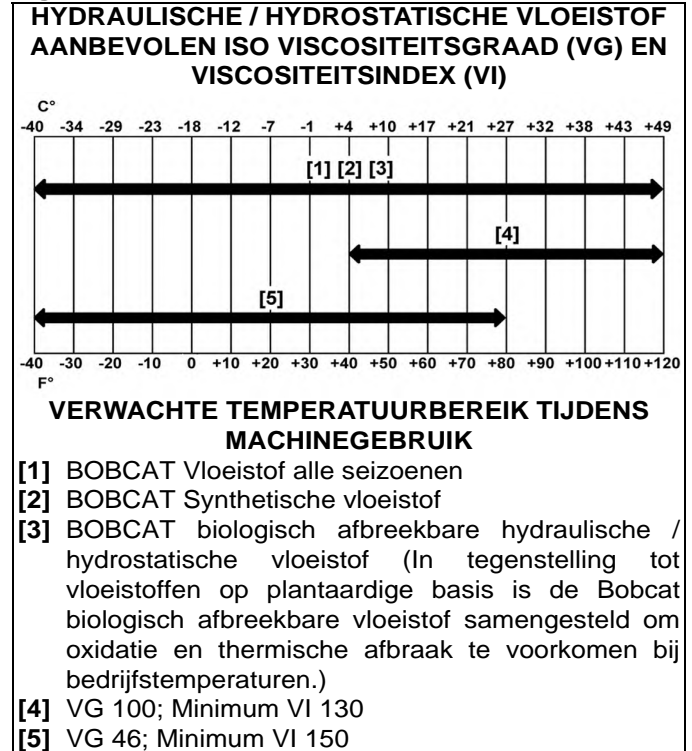 HYDRAULISCHE / HYDROSTATISCHE VLOEISTOF
AANBEVOLEN ISO VISCOSITEITSGRAAD (VG) EN
VISCOSITEITSINDEX (VI)
C°
-40 -34 -29 -23 -18 -12 -7 -1 +4 +10 +17 +21 +27 +32 +38 +43 +49
[1] [2] [3]
[4]
[5]
-40 -30 -20 -10 0 +10 +20 +30 +40 +50 +60 +70 +80 +90 +100 +110 +120
F°
VERWACHTE TEMPERATUURBEREIK TIJDENS
MACHINEGEBRUIK
[1] BOBCAT Vloeistof alle seizoenen
[2] BOBCAT Synthetische vloeistof
[3] BOBCAT biologisch afbreekbare hydraulische /
hydrostatische vloeistof (In tegenstelling tot
vloeistoffen op plantaardige basis is de Bobcat
biologisch afbreekbare vloeistof samengesteld om
oxidatie en thermische afbraak te voorkomen bij
bedrijfstemperaturen.)
[4] VG 100; Minimum VI 130
[5] VG 46; Minimum VI 150